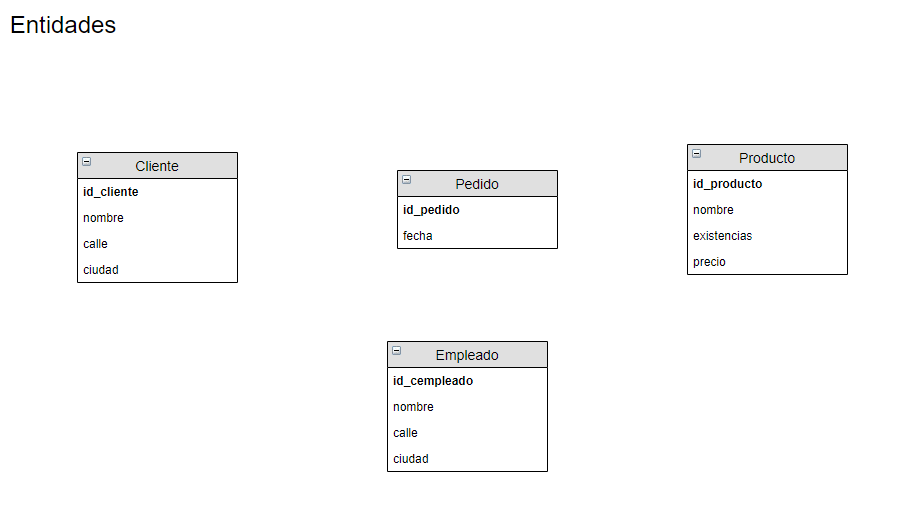 Entidades
Cliente
id_cliente
nombre
calle
ciudad
Pedido
id_pedido
fecha
Producto
id_producto
nombre
existencias
precio
Empleado
id_cempleado
nombre
calle
ciudad